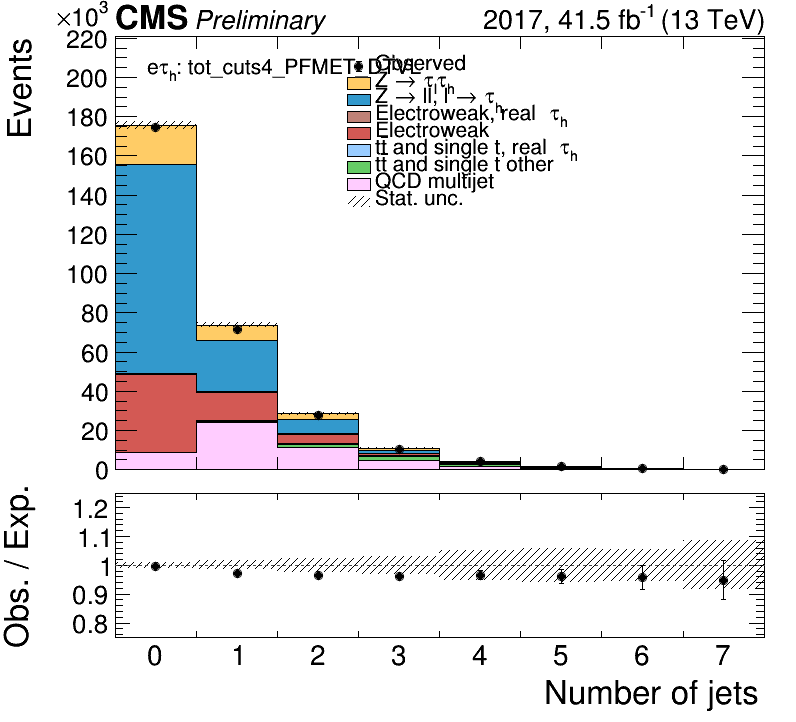 ×10³ CMS Preliminary 2017, 41.5 fb⁻¹ (13 TeV)
Events
220
200
180
160
140
120
100
80
60
40
20
0
eτh: tot_cuts4_PFMET_DTVL
Observed
Z → τlτh
Z → ll, l → τh
Electroweak, real τh
Electroweak
tt̄ and single t, real τh
tt̄ and single t other
QCD multijet
Stat. unc.
Obs. / Exp.
1.2
1.1
1
0.9
0.8
0 1 2 3 4 5 6 7
Number of jets